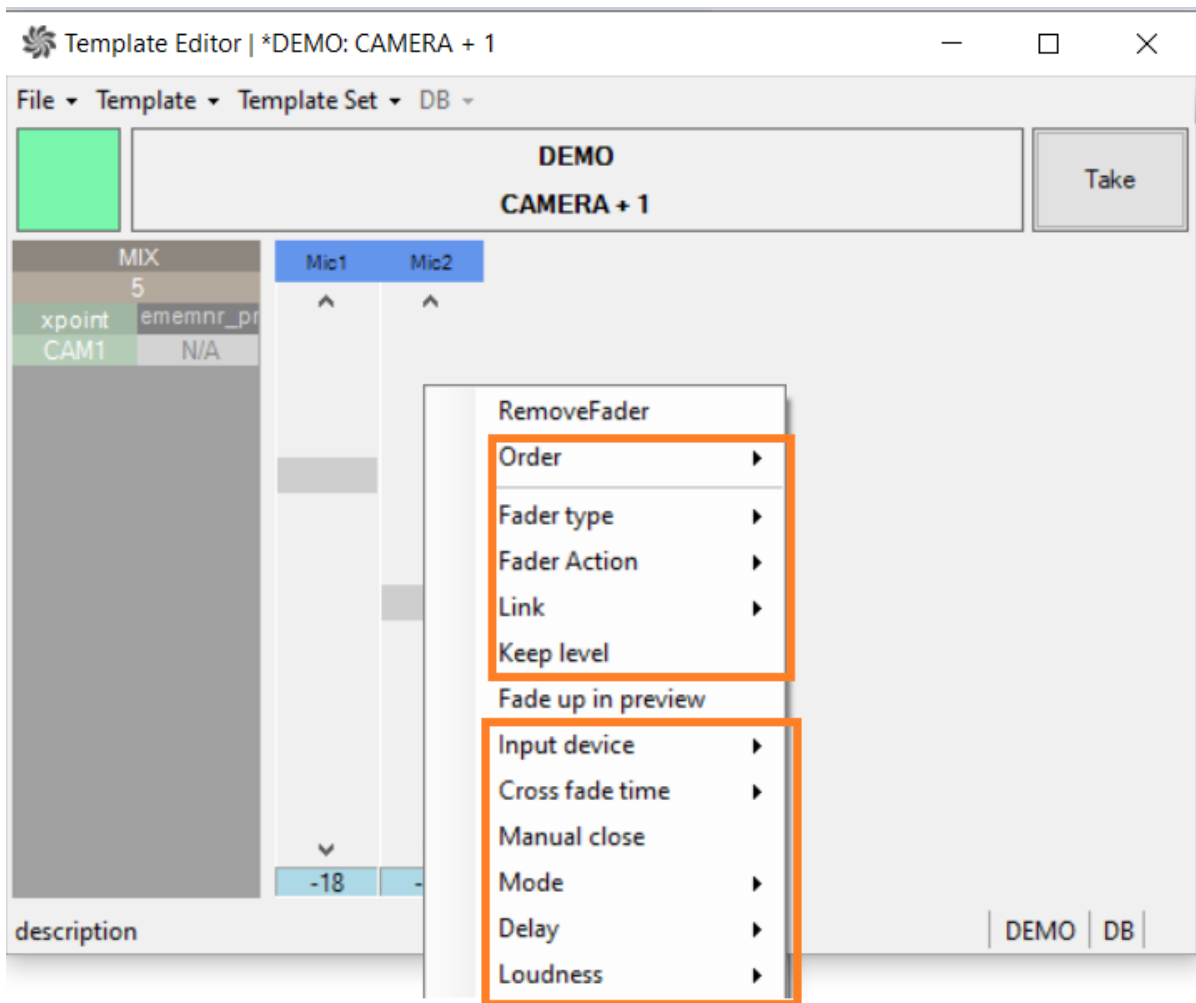 Template Editor | *DEMO: CAMERA + 1
File Template Template Set DB
DEMO
CAMERA + 1
Take
MIX
5
xpoint ememnr_pr
CAM1 N/A
Mic1 Mic2
RemoveFader
Order
Fader type
Fader Action
Link
Keep level
Fade up in preview
Input device
Cross fade time
Manual close
Mode
Delay
Loudness
-18 -
description DEMO DB